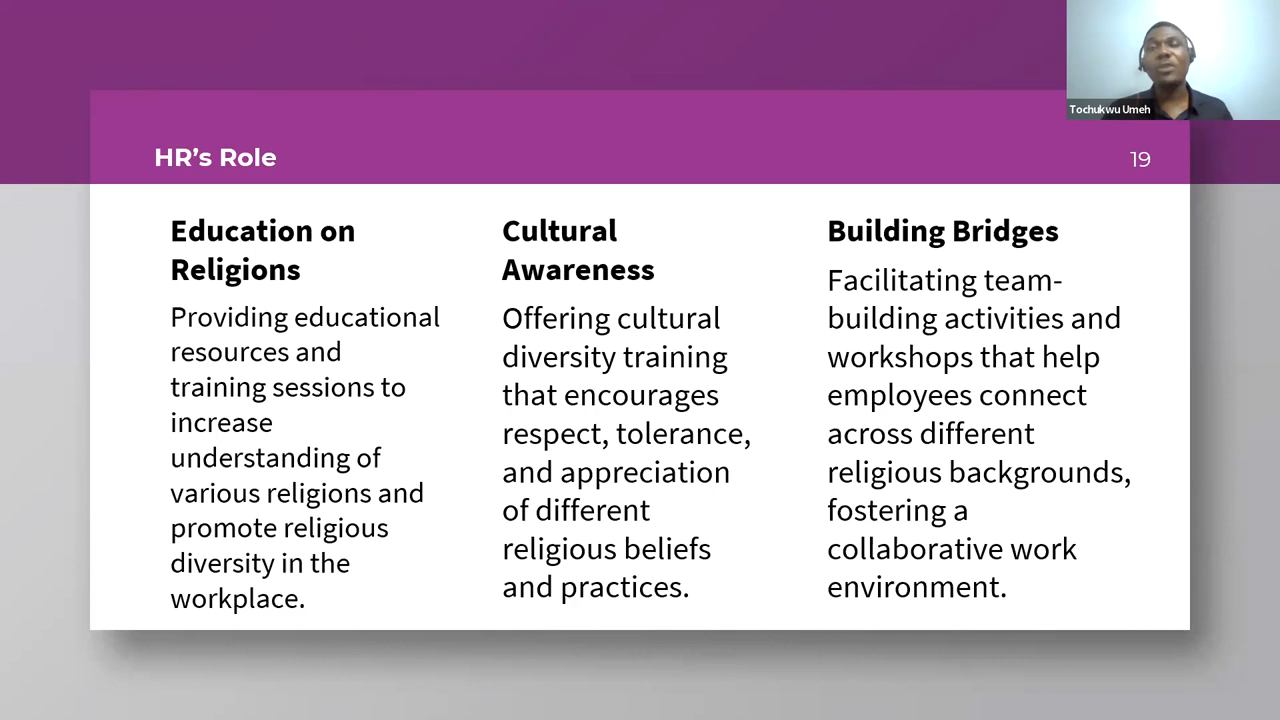 Tochukwu Umeh
HR’s Role
19
Education on
Religions
Providing educational
resources and
training sessions to
increase
understanding of
various religions and
promote religious
diversity in the
workplace.
Cultural
Awareness
Offering cultural
diversity training
that encourages
respect, tolerance,
and appreciation
of different
religious beliefs
and practices.
Building Bridges
Facilitating team-
building activities and
workshops that help
employees connect
across different
religious backgrounds,
fostering a
collaborative work
environment.